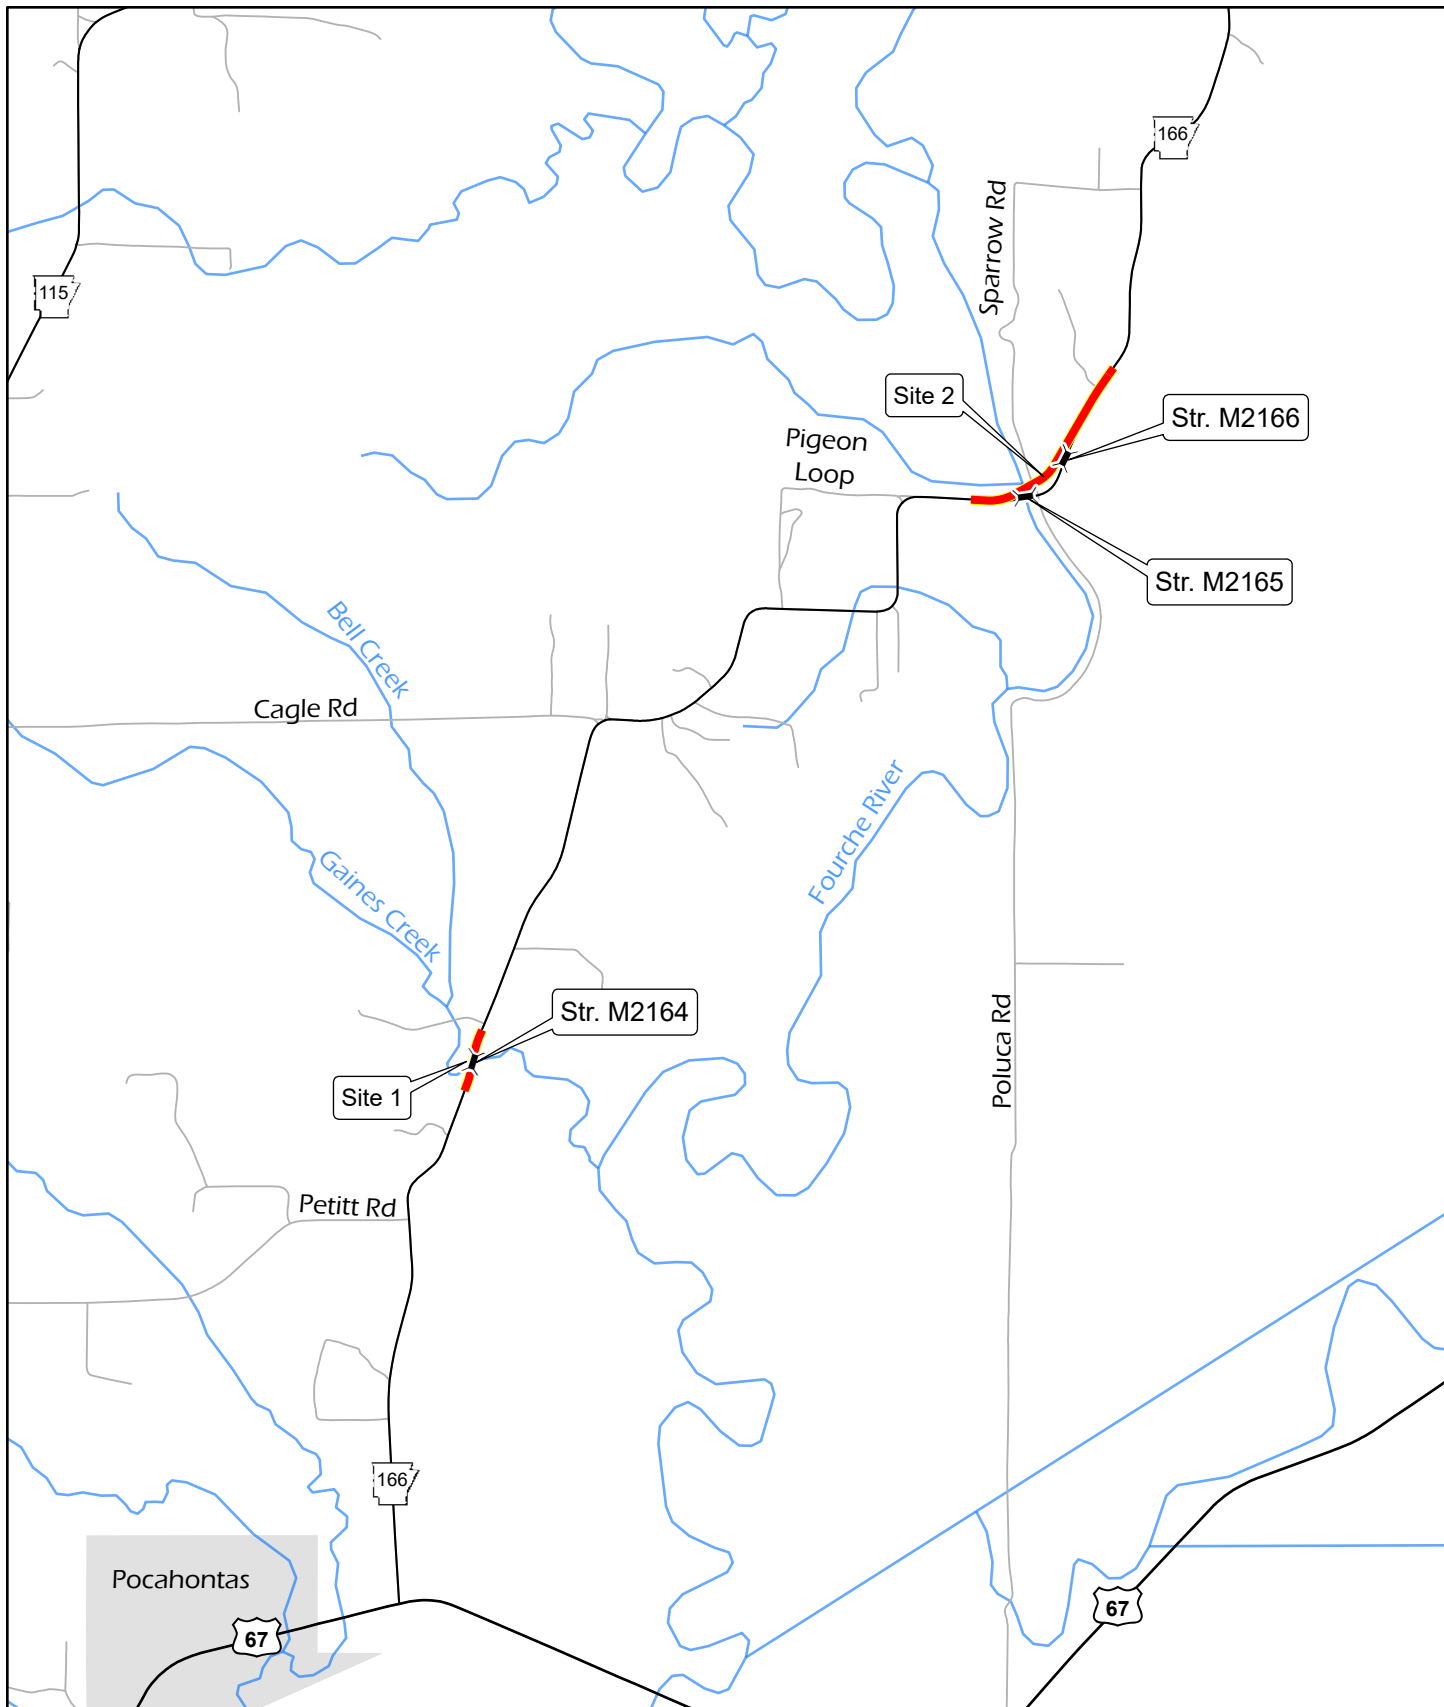 166
Sparrow Rd
115
Site 2
Str. M2166
Pigeon
Loop
Str. M2165
Bell Creek
Cagle Rd
Fourche River
Gaines Creek
Str. M2164
Poluca Rd
Site 1
Petitt Rd
166
Pocahontas
67
67